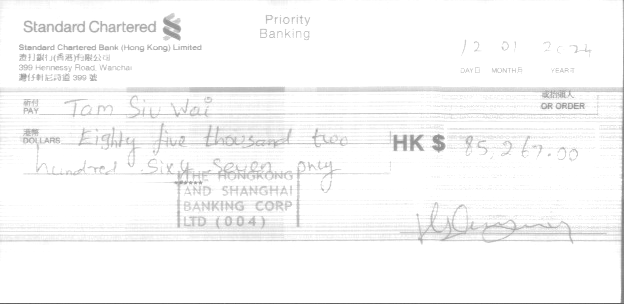 Standard Chartered
Priority
Banking
Standard Chartered Bank (Hong Kong) Limited
渣打銀行(香港)有限公司
399 Hennessy Road, Wanchai
灣仔軒尼詩道 399 號
12 01 2024
DAY日 MONTH月 YEAR年
祈付
PAY Tam Siu Wai
或持票人
OR ORDER
港幣
DOLLARS Eighty five thousand two
hundred sixty seven only
HK $ 85,267.00
THE HONGKONG
AND SHANGHAI
BANKING CORP
LTD (004)